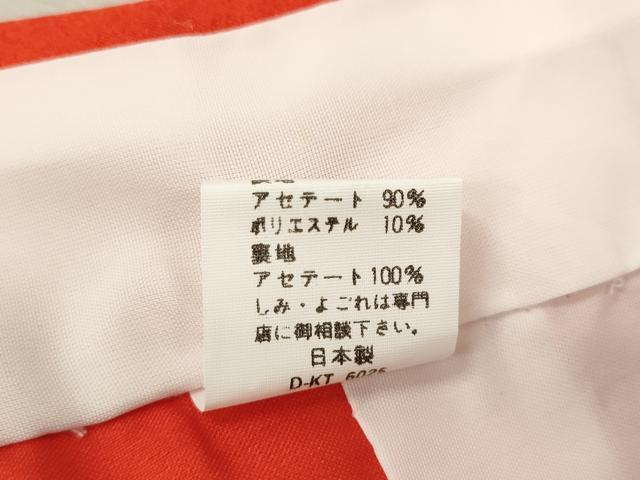 アセテート 90%
ポリエステル 10%
裏地
アセテート100%
しみ・よごれは専門
店に御相談下さい。
日本製
D-KT